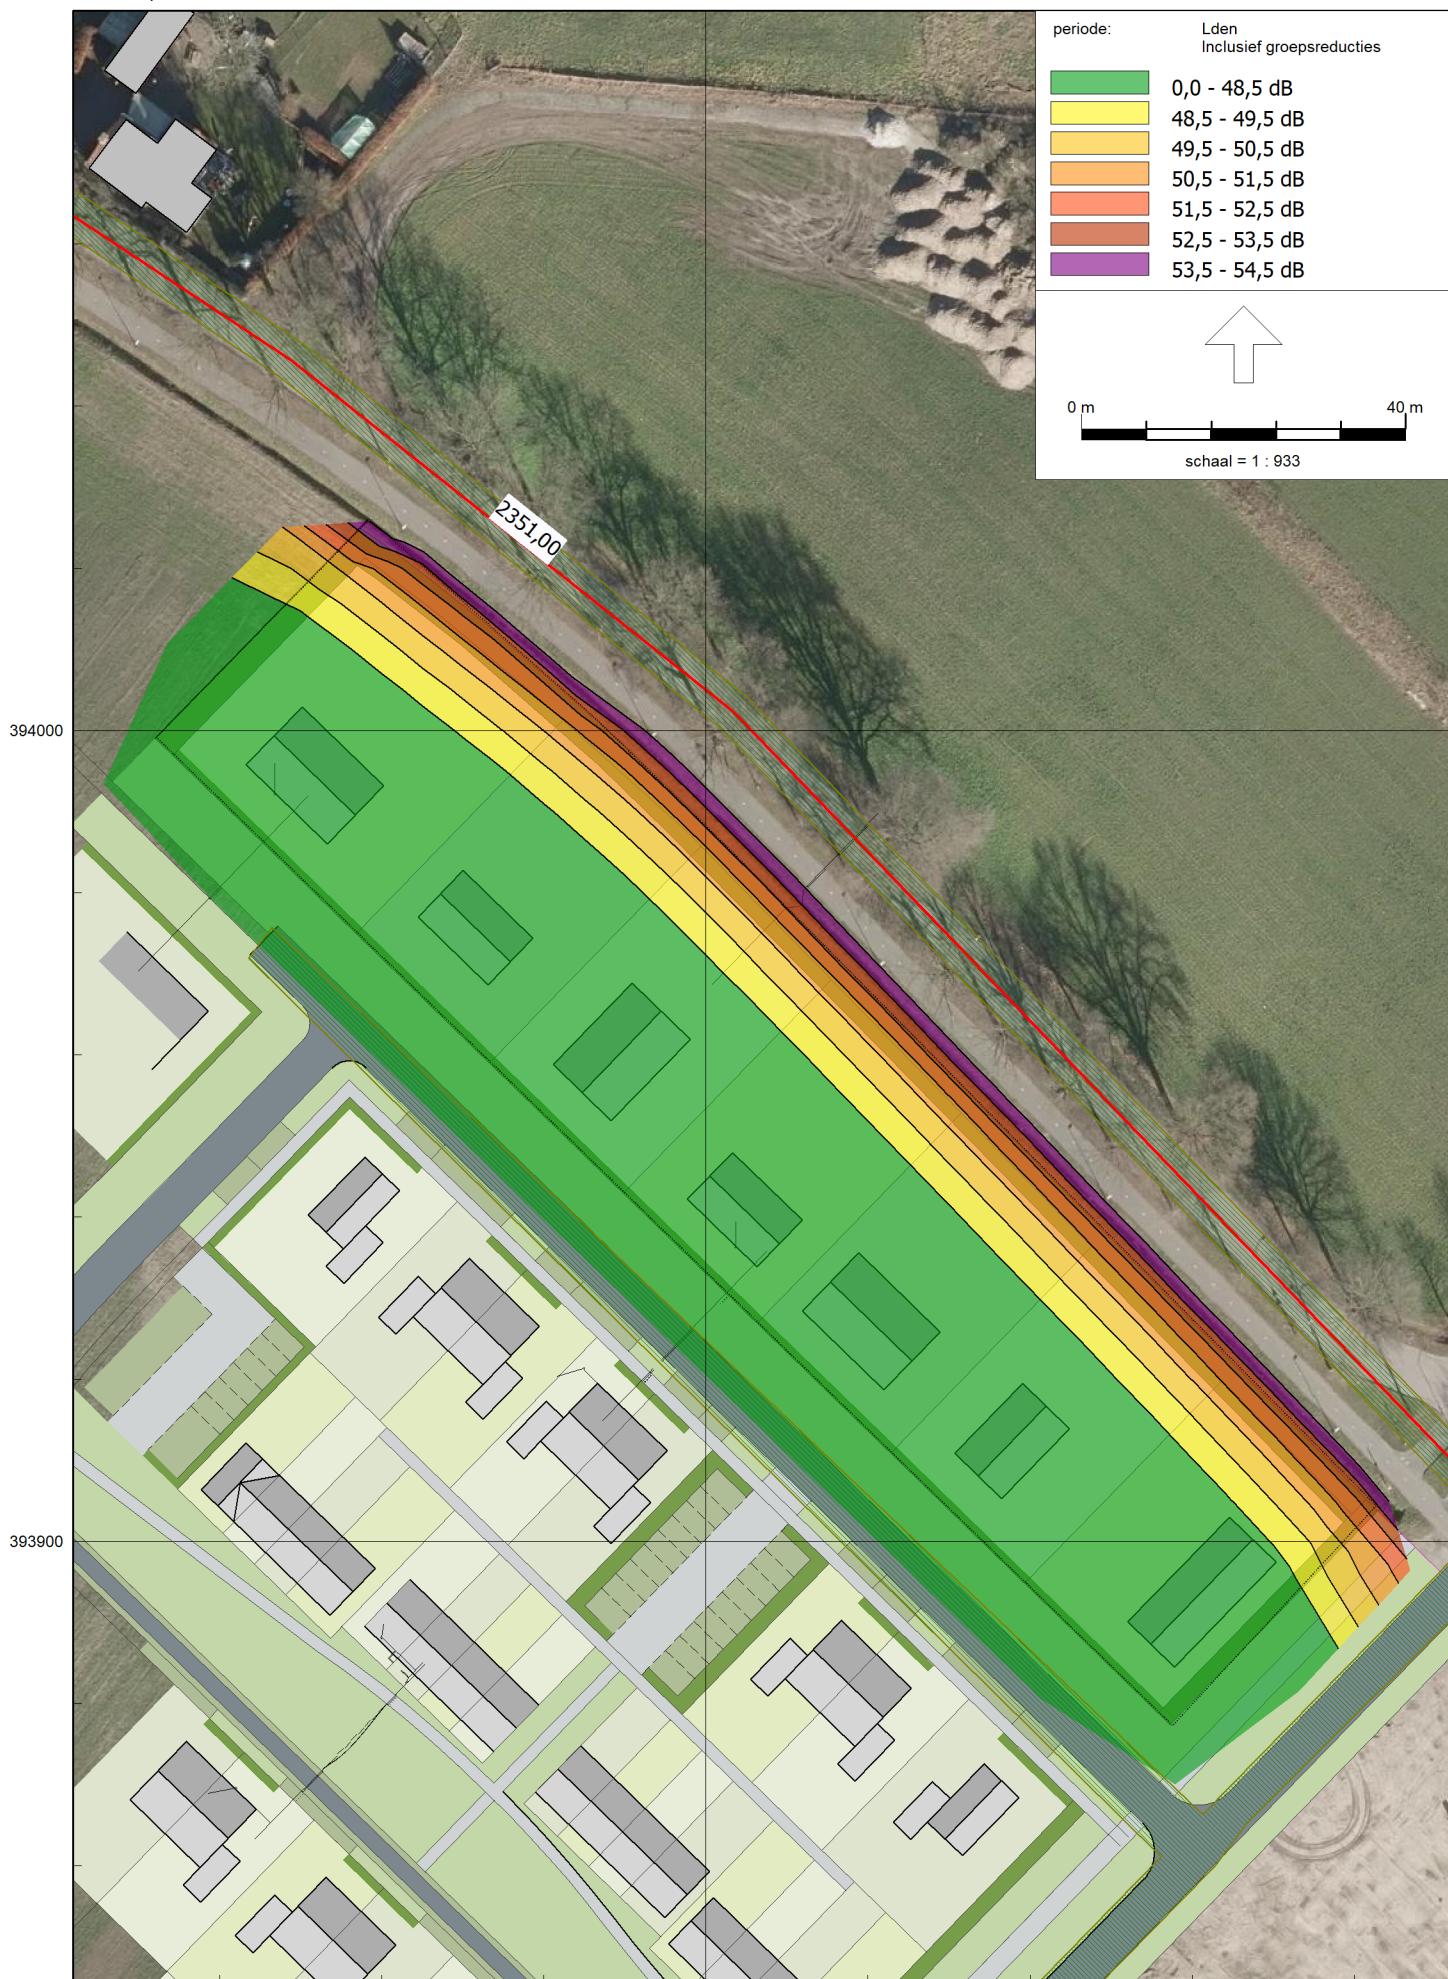 periode:
Lden
Inclusief groepsreducties
0,0 - 48,5 dB
48,5 - 49,5 dB
49,5 - 50,5 dB
50,5 - 51,5 dB
51,5 - 52,5 dB
52,5 - 53,5 dB
53,5 - 54,5 dB
0 m
40 m
schaal = 1 : 933
2351,00
394000
393900